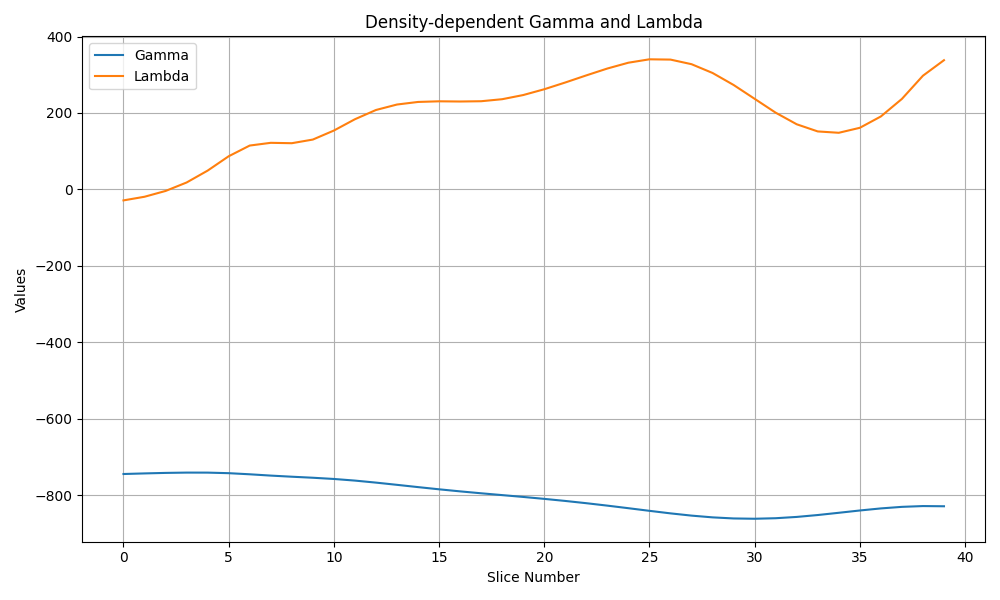 Density-dependent Gamma and Lambda
Gamma
Lambda
Values
400
200
0
−200
−400
−600
−800
0 5 10 15 20 25 30 35 40
Slice Number